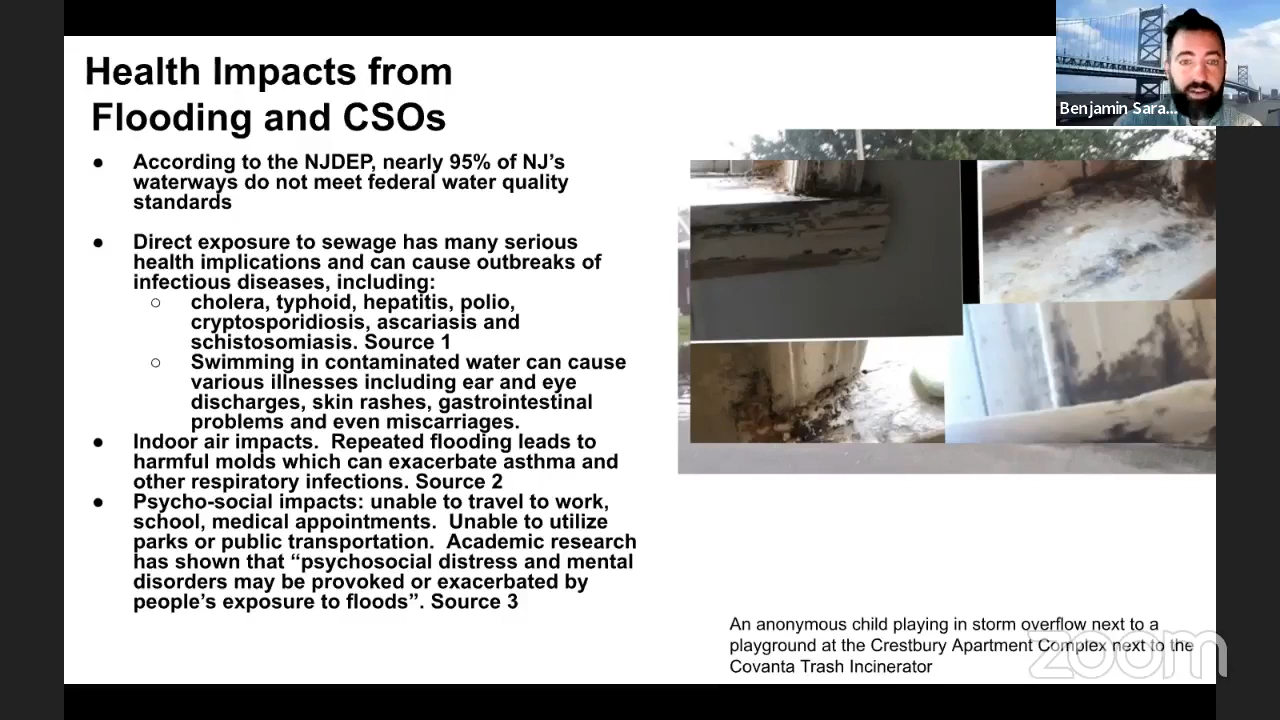 Health Impacts from
Flooding and CSOs
● According to the NJDEP, nearly 95% of NJ's
waterways do not meet federal water quality
standards
● Direct exposure to sewage has many serious
health implications and can cause outbreaks of
infectious diseases, including:
○ cholera, typhoid, hepatitis, polio,
cryptosporidiosis, ascariasis and
schistosomiasis. Source 1
○ Swimming in contaminated water can cause
various illnesses including ear and eye
discharges, skin rashes, gastrointestinal
problems and even miscarriages.
● Indoor air impacts. Repeated flooding leads to
harmful molds which can exacerbate asthma and
other respiratory infections. Source 2
● Psycho-social impacts: unable to travel to work,
school, medical appointments. Unable to utilize
parks or public transportation. Academic research
has shown that “psychosocial distress and mental
disorders may be provoked or exacerbated by
people's exposure to floods”. Source 3
Benjamin Sara...
An anonymous child playing in storm overflow next to a
playground at the Crestbury Apartment Complex next to the
Covanta Trash Incinerator
zoom